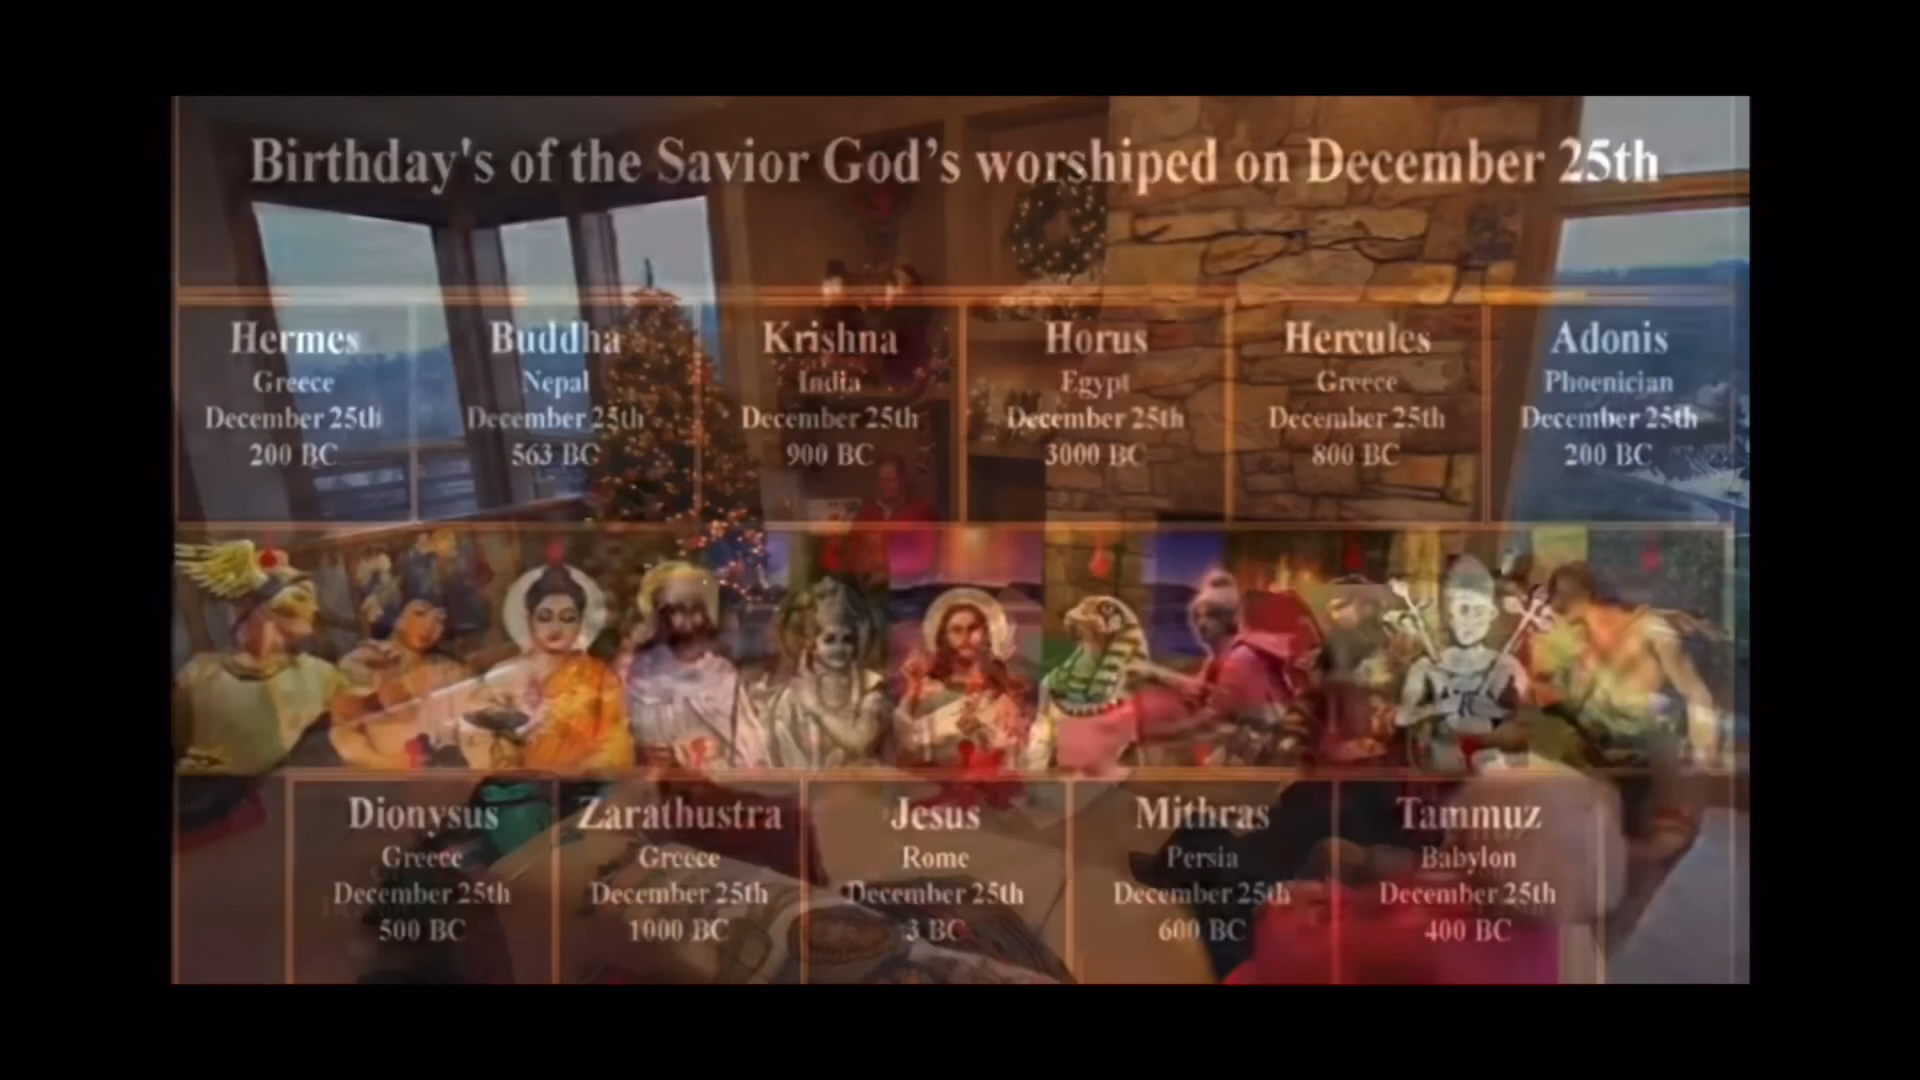 Birthday's of the Savior God’s worshiped on December 25th
Hermes
Greece
December 25th
200 BC
Buddha
Nepal
December 25th
563 BC
Krishna
India
December 25th
900 BC
Horus
Egypt
December 25th
3000 BC
Hercules
Greece
December 25th
800 BC
Adonis
Phoenician
December 25th
200 BC
Dionysus
Greece
December 25th
500 BC
Zarathustra
Greece
December 25th
1000 BC
Jesus
Rome
December 25th
3 BC
Mithras
Persia
December 25th
600 BC
Tammuz
Babylon
December 25th
400 BC